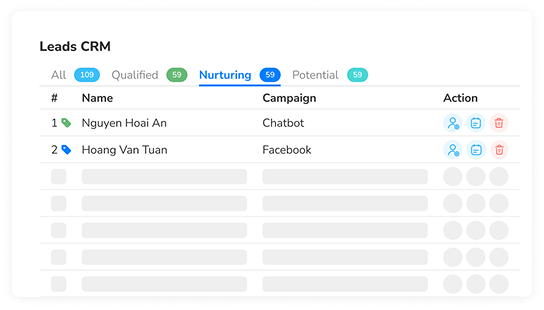 Leads CRM
All 109 Qualified 59 Nurturing 59 Potential 59
# Name Campaign Action
1 Nguyen Hoai An Chatbot
2 Hoang Van Tuan Facebook